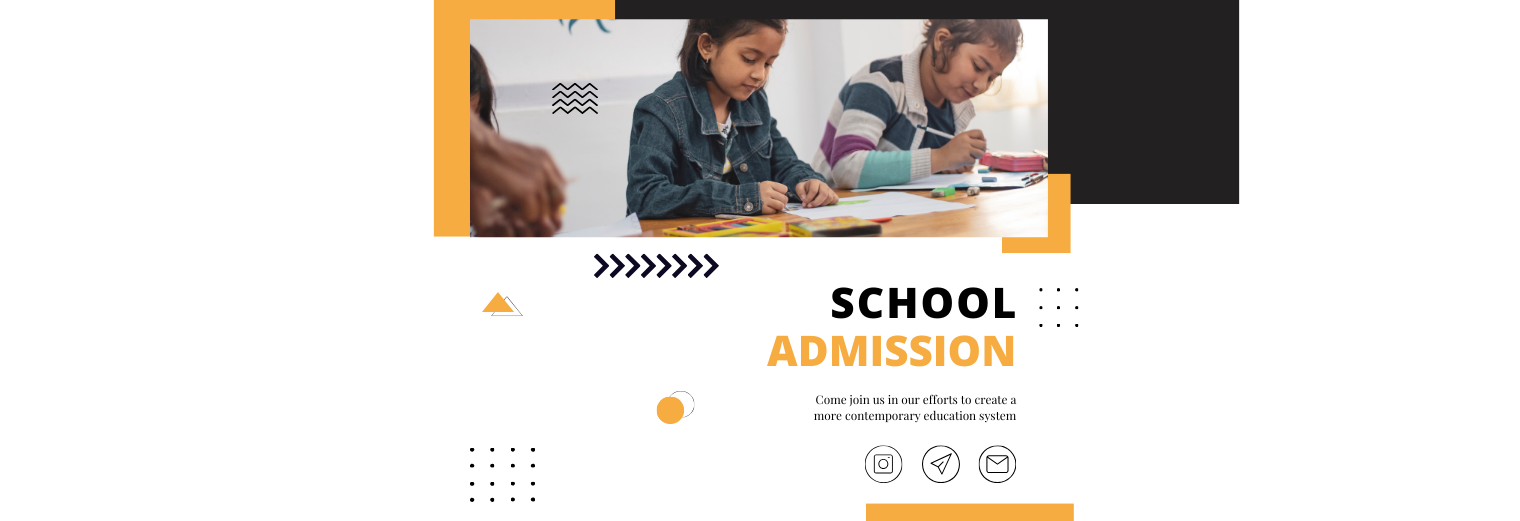 SCHOOL
ADMISSION
Come join us in our efforts to create a
more contemporary education system